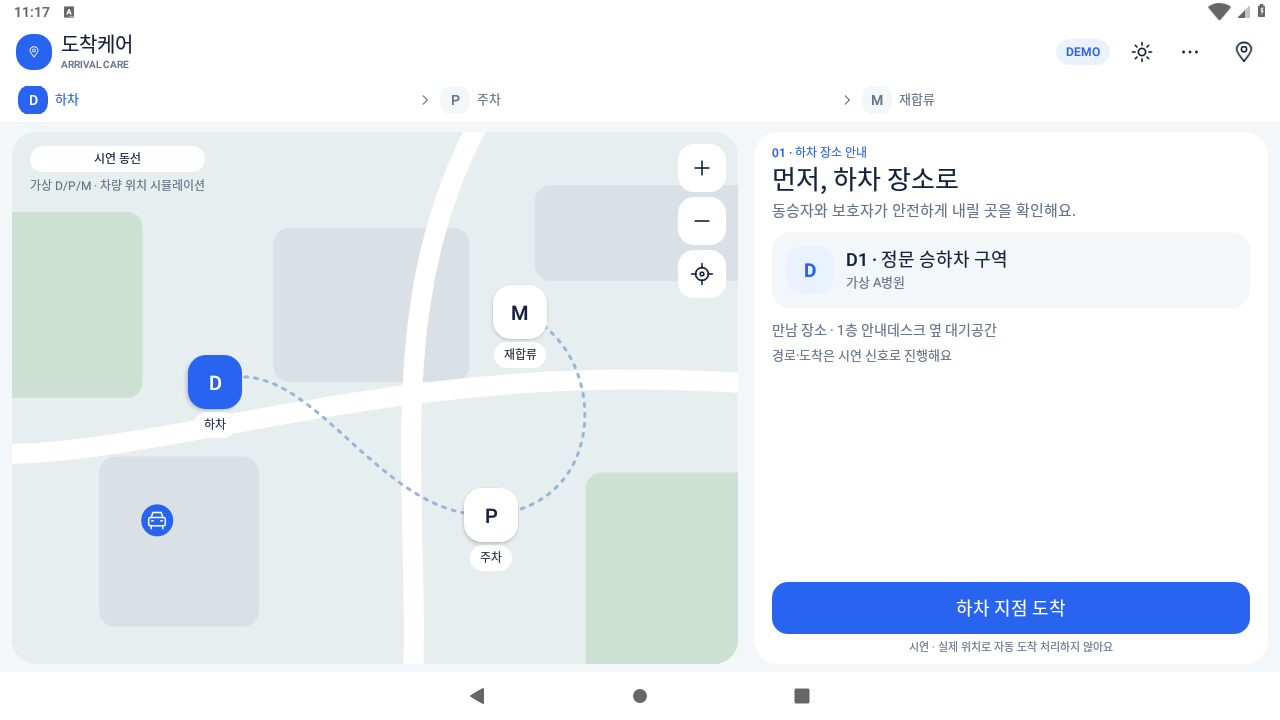 11:17
A
도착케어
ARRIVAL CARE
DEMO
D 하차
P 주차
M 재합류
시연 동선
가상 D/P/M · 차량 위치 시뮬레이션
M
재합류
D
하차
P
주차
01 · 하차 장소 안내
먼저, 하차 장소로
동승자와 보호자가 안전하게 내릴 곳을 확인해요.
D
D1 · 정문 승하차 구역
가상 A병원
만남 장소 · 1층 안내데스크 옆 대기공간
경로·도착은 시연 신호로 진행해요
하차 지점 도착
시연 · 실제 위치로 자동 도착 처리하지 않아요